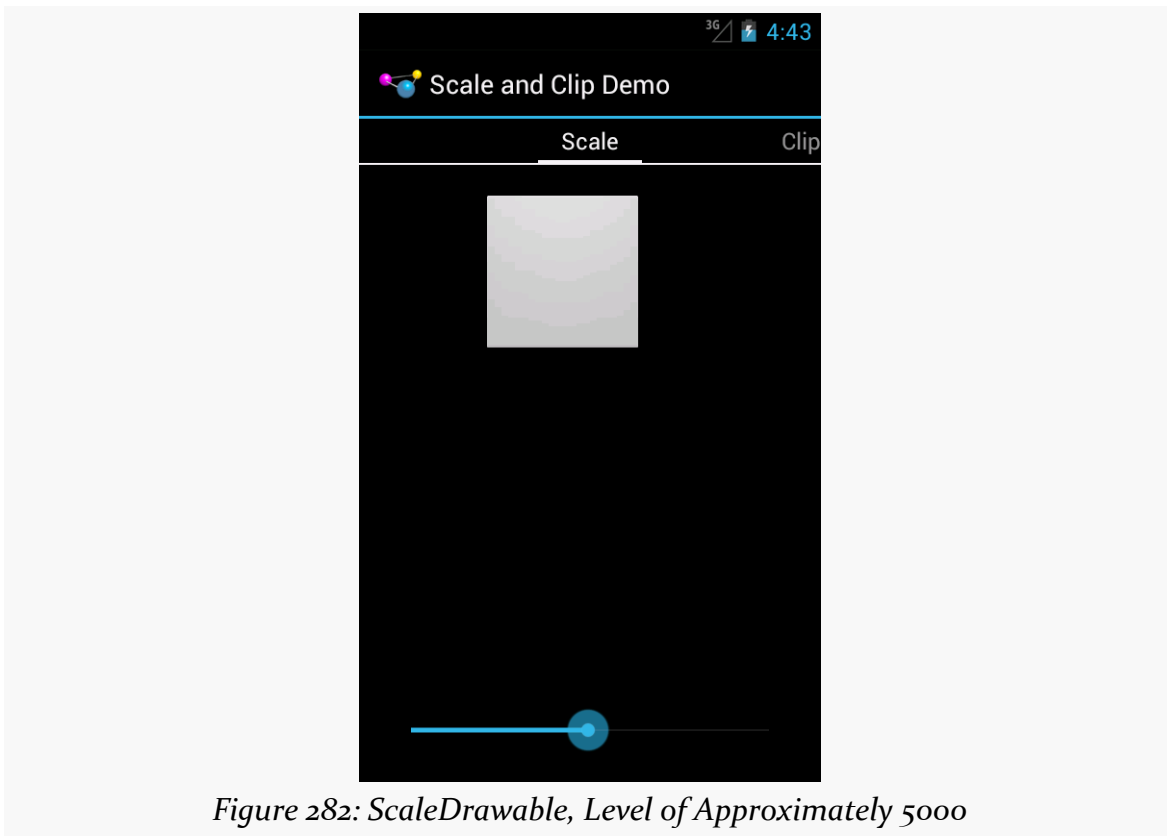 3G 4:43
Scale and Clip Demo
Scale Clip
Figure 282: ScaleDrawable, Level of Approximately 5000